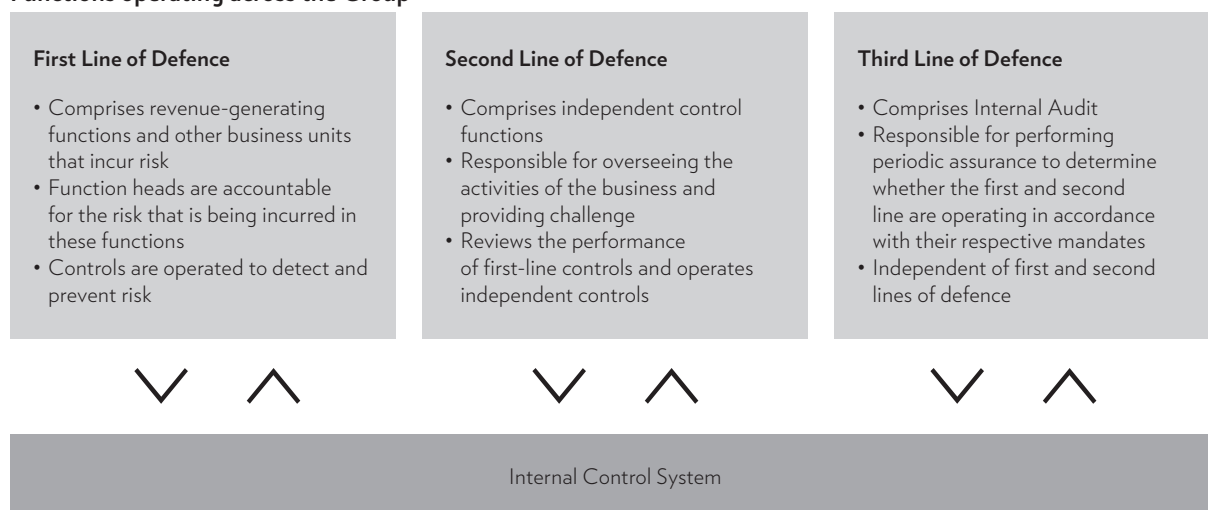 Functions operating across the Group
First Line of Defence
• Comprises revenue-generating
functions and other business units
that incur risk
• Function heads are accountable
for the risk that is being incurred in
these functions
• Controls are operated to detect and
prevent risk
Second Line of Defence
• Comprises independent control
functions
• Responsible for overseeing the
activities of the business and
providing challenge
• Reviews the performance
of first-line controls and operates
independent controls
Third Line of Defence
• Comprises Internal Audit
• Responsible for performing
periodic assurance to determine
whether the first and second
line are operating in accordance
with their respective mandates
• Independent of first and second
lines of defence
Internal Control System